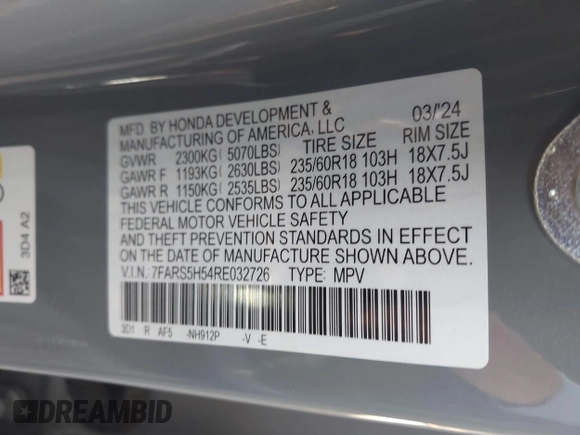 MFD. BY HONDA DEVELOPMENT & 03/'24
MANUFACTURING OF AMERICA, LLC
GVWR 2300KG( 5070LBS) TIRE SIZE RIM SIZE
GAWR F 1193KG( 2630LBS) 235/60R18 103H 18X7.5J
GAWR R 1150KG( 2535LBS) 235/60R18 103H 18X7.5J
THIS VEHICLE CONFORMS TO ALL APPLICABLE
FEDERAL MOTOR VEHICLE SAFETY
AND THEFT PREVENTION STANDARDS IN EFFECT
ON THE DATE OF MANUFACTURE SHOWN ABOVE.
V.I.N.: 7FARS5H54RE032726 TYPE: MPV
3D1 R AF5 -NH912P -V -E
3D4 A2
DREAMBID